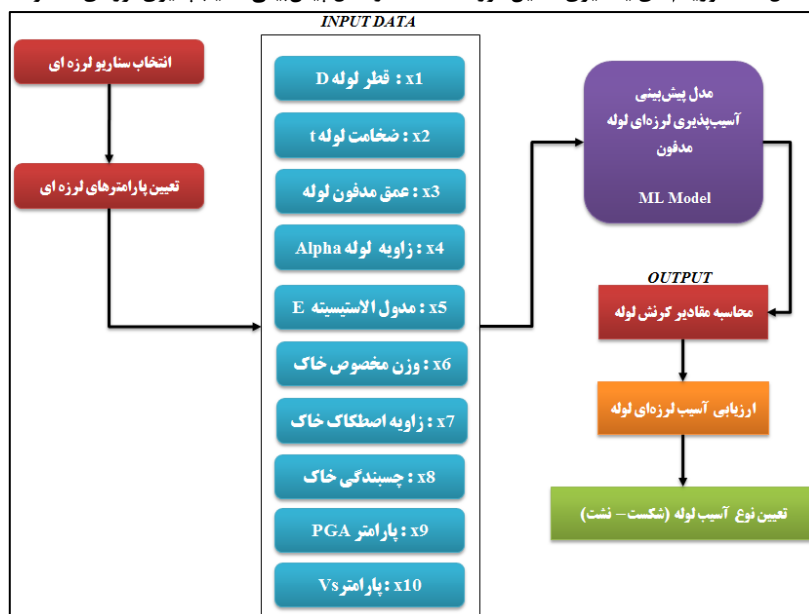 INPUT DATA
انتخاب سناریو لرزه ای
تعیین پارامترهای لرزه ای
x1 : قطر لوله D
x2 : ضخامت لوله t
x3 : عمق مدفون لوله
x4 : زاویه لوله Alpha
x5 : مدول الاستیسیته E
x6 : وزن مخصوص خاک
x7 : زاویه اصطکاک خاک
x8 : چسبندگی خاک
x9 : پارامتر PGA
x10 : پارامتر Vs
مدل پیش‌بینی
آسیب‌پذیری لرزه‌ای لوله
مدفون
ML Model
OUTPUT
محاسبه مقادیر کرنش لوله
ارزیابی آسیب لرزه‌ای لوله
تعیین نوع آسیب لوله (شکست – نشت)